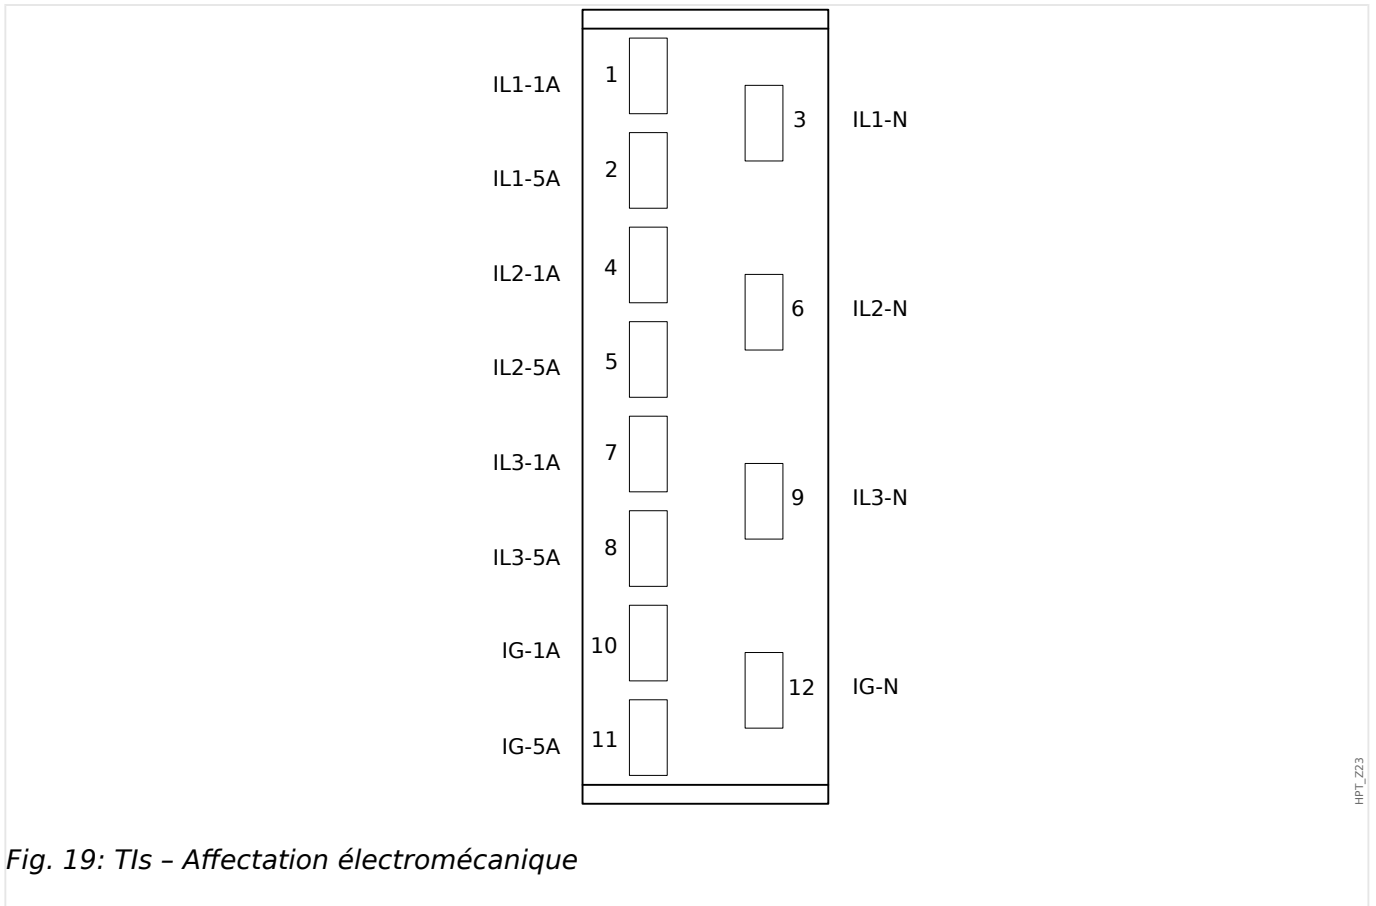 IL1-1A 1
3 IL1-N
IL1-5A 2
IL2-1A 4
6 IL2-N
IL2-5A 5
IL3-1A 7
9 IL3-N
IL3-5A 8
IG-1A 10
12 IG-N
IG-5A 11
HPT_Z23
Fig. 19: TIs – Affectation électromécanique